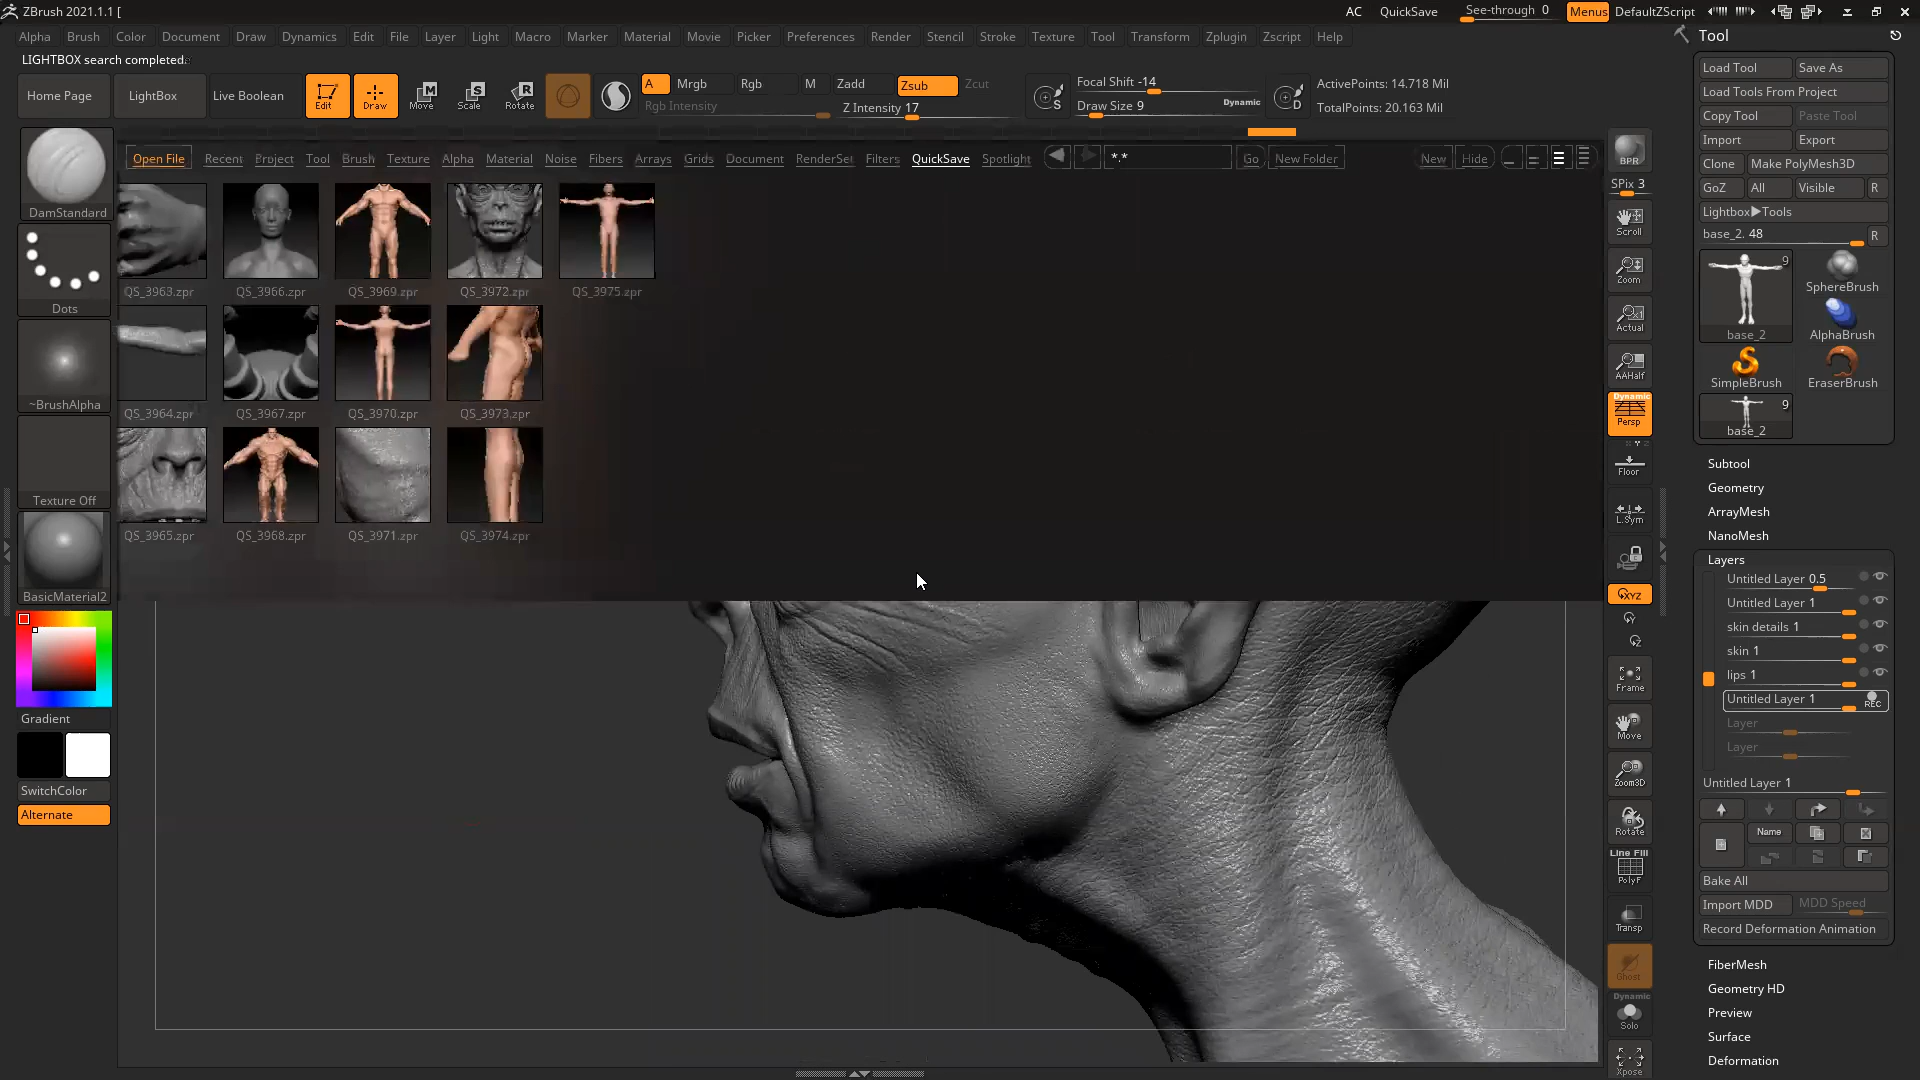 ZBrush 2021.1.1 [
AC QuickSave See-through 0 Menus DefaultZScript
Alpha Brush Color Document Draw Dynamics Edit File Layer Light Macro Marker Material Movie Picker Preferences Render Stencil Stroke Texture Tool Transform Zplugin Zscript Help
LIGHTBOX search completed.
Home Page LightBox Live Boolean Edit Draw Move Scale Rotate
A Mrgb Rgb M Zadd Zsub Zcut
Rgb Intensity Z Intensity 17
S Focal Shift -14
Draw Size 9 Dynamic D
ActivePoints: 14.718 Mil
TotalPoints: 20.163 Mil
Open File Recent Project Tool Brush Texture Alpha Material Noise Fibers Arrays Grids Document RenderSet Filters QuickSave Spotlight *.* Go New Folder New Hide
QS_3963.zpr QS_3966.zpr QS_3969.zpr QS_3972.zpr QS_3975.zpr
QS_3964.zpr QS_3967.zpr QS_3970.zpr QS_3973.zpr
QS_3965.zpr QS_3968.zpr QS_3971.zpr QS_3974.zpr
DamStandard
Dots
~BrushAlpha
Texture Off
BasicMaterial2
Gradient
SwitchColor
Alternate
BPR
SPix 3
Scroll
Zoom
Actual
AAHalf
Dynamic
Persp
Floor
L.Sym
XYZ
Y
Z
Frame
Move
Zoom3D
Rotate
Line Fill
PolyF
Transp
Ghost
Dynamic
Solo
Xpose
Tool
Load Tool Save As
Load Tools From Project
Copy Tool Paste Tool
Import Export
Clone Make PolyMesh3D
GoZ All Visible R
Lightbox▶Tools
base_2. 48 R
9
SphereBrush
base_2 AlphaBrush
SimpleBrush EraserBrush
9
base_2
Subtool
Geometry
ArrayMesh
NanoMesh
Layers
Untitled Layer 0.5
Untitled Layer 1
skin details 1
skin 1
lips 1
Untitled Layer 1 REC
Layer
Layer
Untitled Layer 1
Name
Bake All
Import MDD MDD Speed
Record Deformation Animation
FiberMesh
Geometry HD
Preview
Surface
Deformation